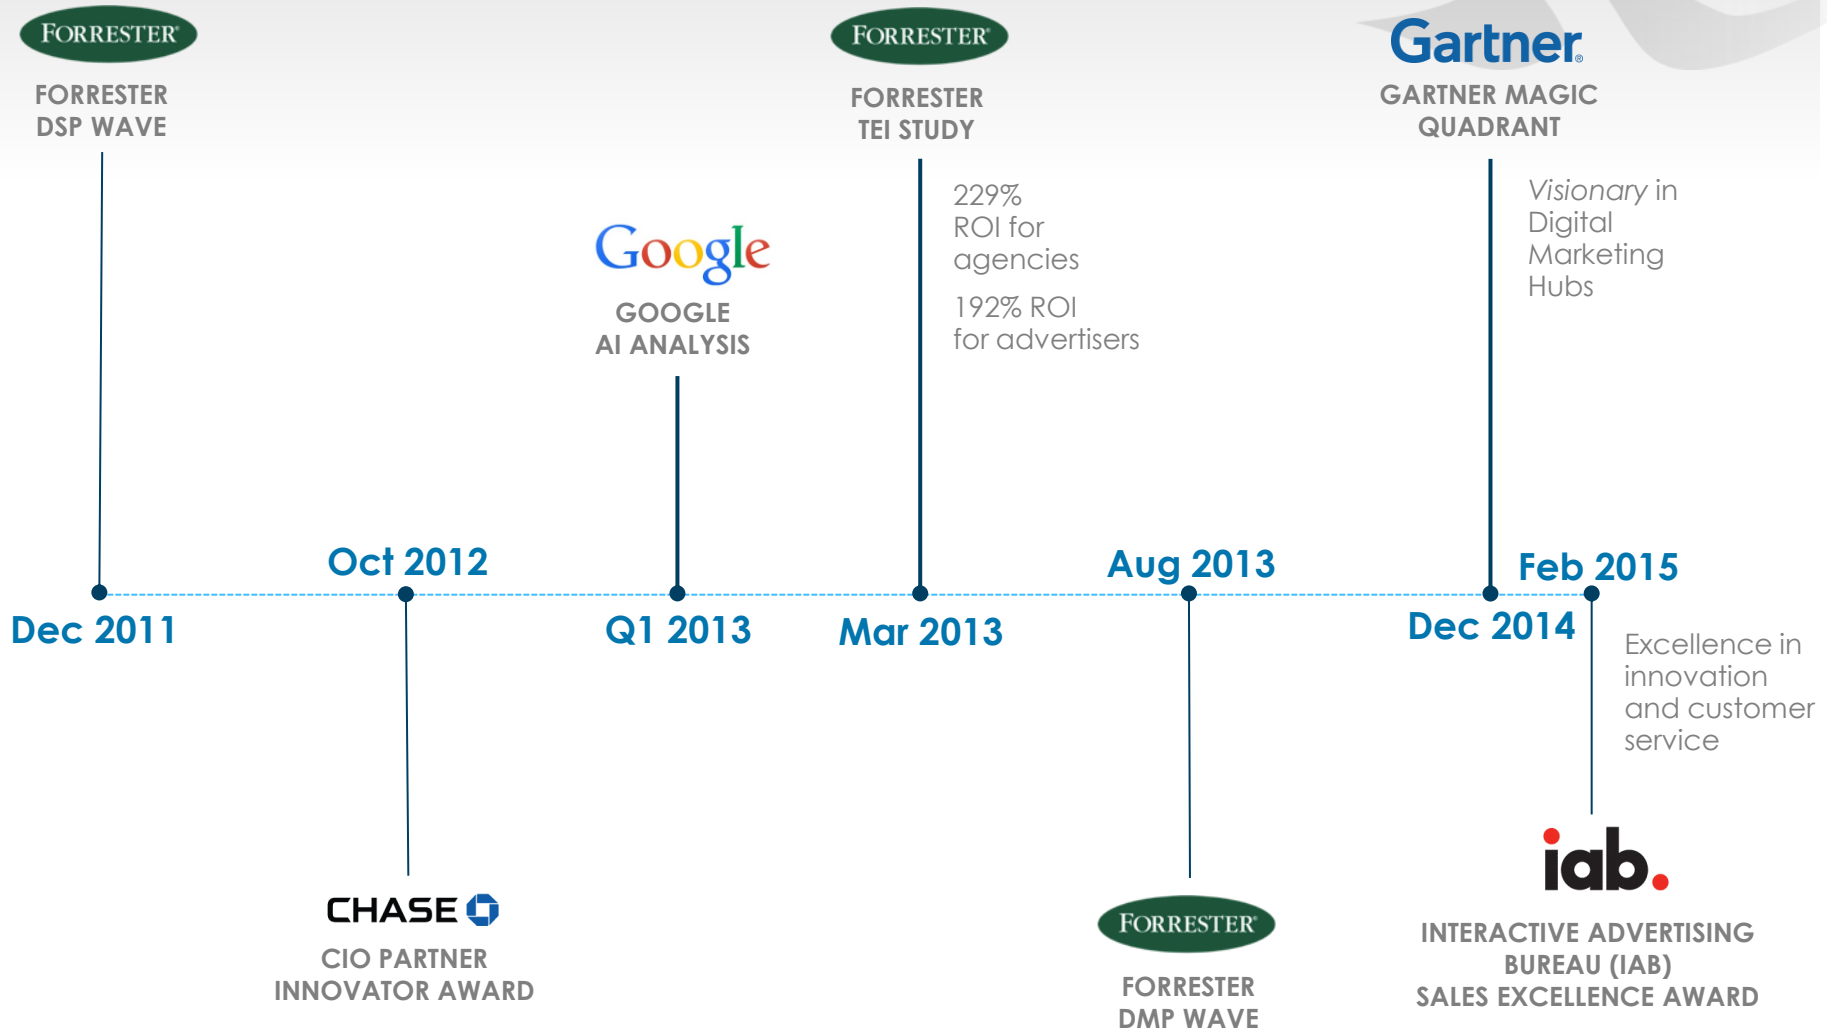 FORRESTER®
FORRESTER
DSP WAVE
FORRESTER®
FORRESTER
TEI STUDY
229%
ROI for
agencies
192% ROI
for advertisers
Gartner®
GARTNER MAGIC
QUADRANT
Visionary in
Digital
Marketing
Hubs
Google
GOOGLE
AI ANALYSIS
Dec 2011
Oct 2012
Q1 2013
Mar 2013
Aug 2013
Dec 2014
Feb 2015
Excellence in
innovation
and customer
service
CHASE
CIO PARTNER
INNOVATOR AWARD
FORRESTER®
FORRESTER
DMP WAVE
iab.
INTERACTIVE ADVERTISING
BUREAU (IAB)
SALES EXCELLENCE AWARD